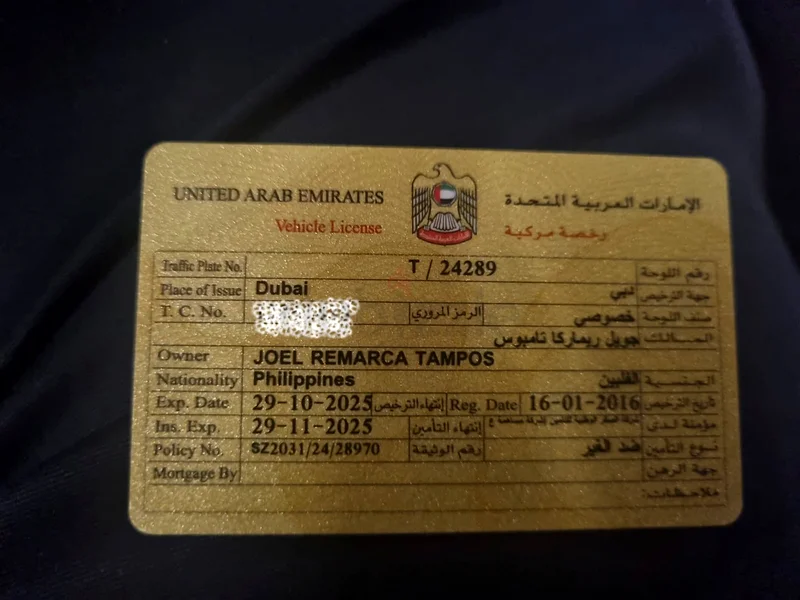 UNITED ARAB EMIRATES الإمارات العربية المتحدة
Vehicle License رخصة مركبة
Traffic Plate No. T / 24289 رقم اللوحة
Place of Issue Dubai دبي جهة الترخيص
T. C. No. الرمز المروري خصوصي صنف اللوحة
جويل ريماركا تامبوس المالك
Owner JOEL REMARCA TAMPOS
Nationality Philippines الفلبين الجنسية
Exp. Date 29-10-2025 إنتهاء الترخيص Reg. Date 16-01-2016 تاريخ الترخيص
Ins. Exp. 29-11-2025 إنتهاء التأمين مؤمنة لدى
Policy No. SZ2031/24/28970 رقم الوثيقة ضد الغير نوع التأمين
Mortgage By جهة الرهن
ملاحظات: